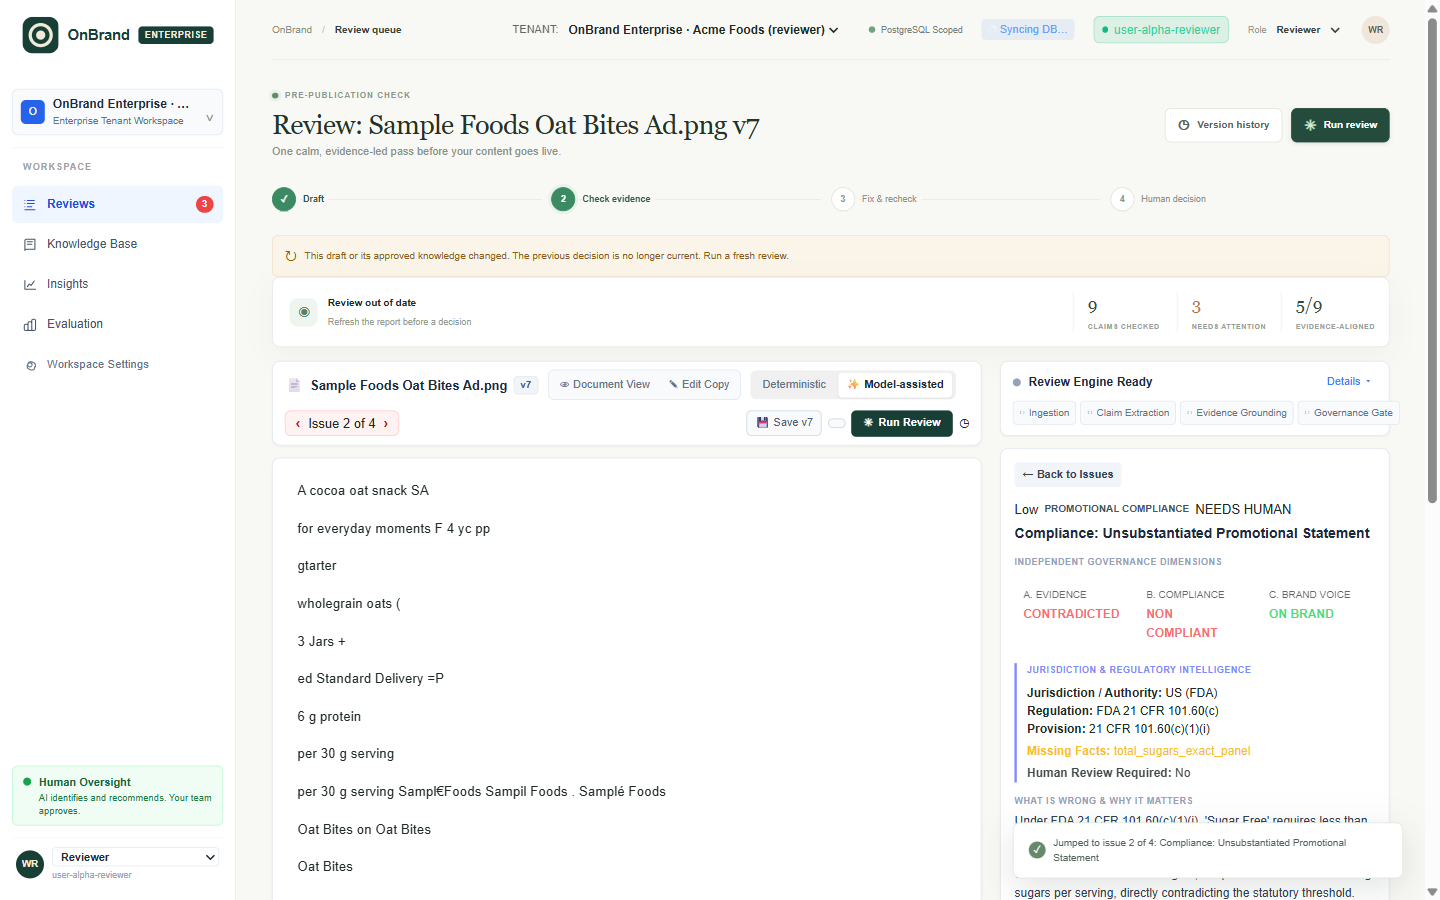 OnBrand ENTERPRISE
OnBrand / Review queue
TENANT: OnBrand Enterprise · Acme Foods (reviewer)
PostgreSQL Scoped
Syncing DB...
user-alpha-reviewer
Role Reviewer
WR
O
OnBrand Enterprise · ...
Enterprise Tenant Workspace
WORKSPACE
Reviews 3
Knowledge Base
Insights
Evaluation
Workspace Settings
Human Oversight
AI identifies and recommends. Your team
approves.
WR
Reviewer
user-alpha-reviewer
PRE-PUBLICATION CHECK
Review: Sample Foods Oat Bites Ad.png v7
One calm, evidence-led pass before your content goes live.
Version history
Run review
Draft
2 Check evidence
3 Fix & recheck
4 Human decision
This draft or its approved knowledge changed. The previous decision is no longer current. Run a fresh review.
Review out of date
Refresh the report before a decision
9
CLAIMS CHECKED
3
NEEDS ATTENTION
5/9
EVIDENCE-ALIGNED
Sample Foods Oat Bites Ad.png v7
Document View
Edit Copy
Deterministic
Model-assisted
‹ Issue 2 of 4 ›
Save v7
Run Review
A cocoa oat snack SA
for everyday moments F 4 yc pp
gtarter
wholegrain oats (
3 Jars +
ed Standard Delivery =P
6 g protein
per 30 g serving
per 30 g serving Sampl€Foods Sampil Foods . Samplé Foods
Oat Bites on Oat Bites
Oat Bites
Review Engine Ready
Details
Ingestion
Claim Extraction
Evidence Grounding
Governance Gate
← Back to Issues
Low PROMOTIONAL COMPLIANCE NEEDS HUMAN
Compliance: Unsubstantiated Promotional Statement
INDEPENDENT GOVERNANCE DIMENSIONS
A. EVIDENCE
CONTRADICTED
B. COMPLIANCE
NON
COMPLIANT
C. BRAND VOICE
ON BRAND
JURISDICTION & REGULATORY INTELLIGENCE
Jurisdiction / Authority: US (FDA)
Regulation: FDA 21 CFR 101.60(c)
Provision: 21 CFR 101.60(c)(1)(i)
Missing Facts: total_sugars_exact_panel
Human Review Required: No
WHAT IS WRONG & WHY IT MATTERS
Under FDA 21 CFR 101.60(c)(1)(i), 'Sugar Free' requires less than
Jumped to issue 2 of 4: Compliance: Unsubstantiated Promotional
Statement
sugars per serving, directly contradicting the statutory threshold.